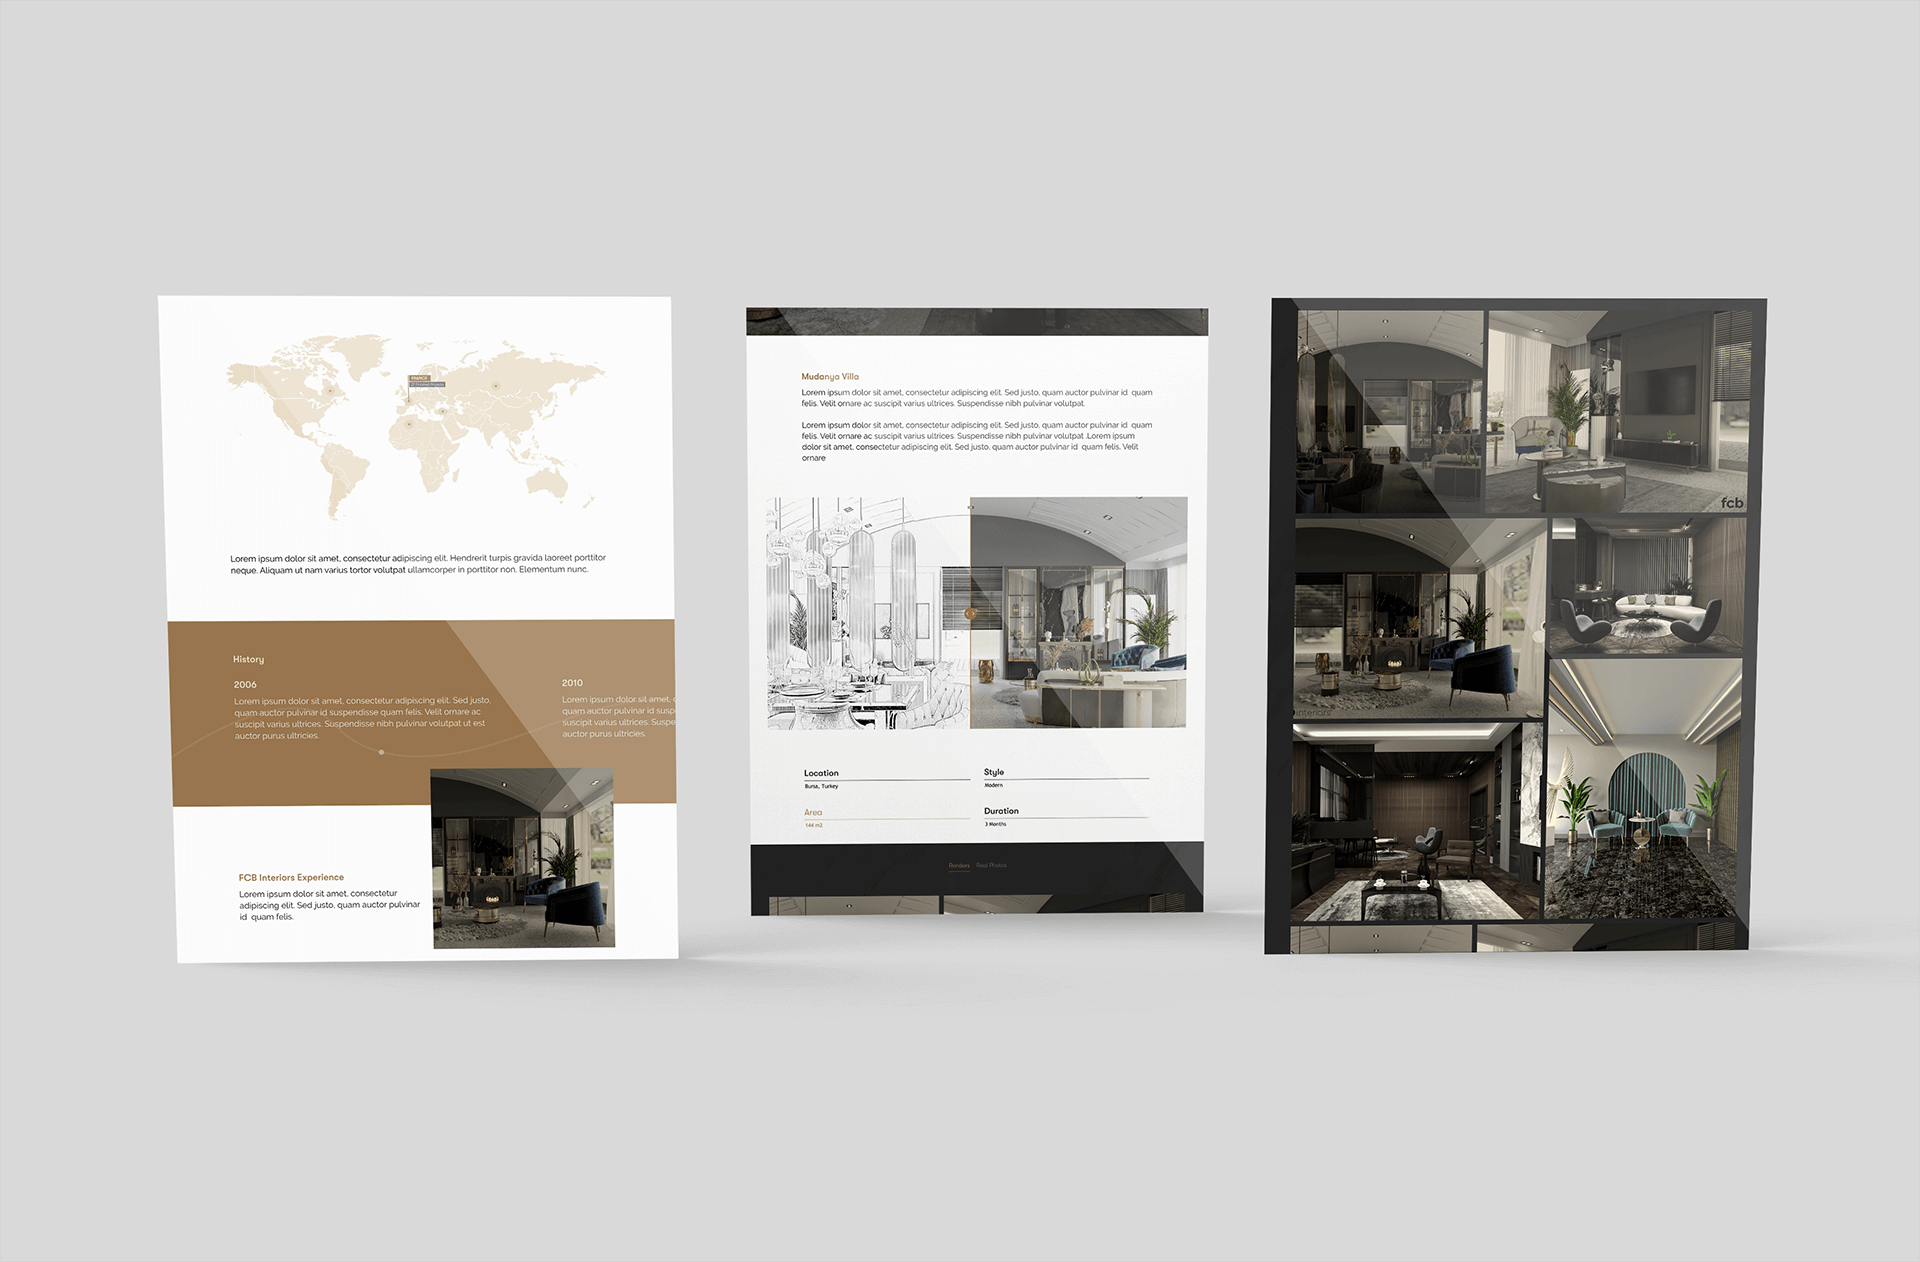 FRANCE
27 Finished Projects
Lorem ipsum dolor sit amet, consectetur adipiscing elit. Hendrerit turpis gravida laoreet porttitor
neque. Aliquam ut nam varius tortor volutpat ullamcorper in porttitor non. Elementum nunc.
History
2006
Lorem ipsum dolor sit amet, consectetur adipiscing elit. Sed justo,
quam auctor pulvinar id suspendisse quam felis. Velit ornare ac
suscipit varius ultrices. Suspendisse nibh pulvinar volutpat ut est
auctor purus ultricies.
2010
Lorem ipsum dolor sit amet, c
quam auctor pulvinar id susp
suscipit varius ultrices. Suspe
auctor purus ultricies.
FCB Interiors Experience
Lorem ipsum dolor sit amet, consectetur
adipiscing elit. Sed justo, quam auctor pulvinar
id quam felis.
Mudanya Villa
Lorem ipsum dolor sit amet, consectetur adipiscing elit. Sed justo, quam auctor pulvinar id quam
felis. Velit ornare ac suscipit varius ultrices. Suspendisse nibh pulvinar volutpat.
Lorem ipsum dolor sit amet, consectetur adipiscing elit. Sed justo, quam auctor pulvinar id quam
felis. Velit ornare ac suscipit varius ultrices. Suspendisse nibh pulvinar volutpat .Lorem ipsum
dolor sit amet, consectetur adipiscing elit. Sed justo, quam auctor pulvinar id quam felis. Velit
ornare
Location
Bursa, Turkey
Style
Modern
Area
144 m2
Duration
3 Months
Renders Real Photos
fcb
interiors